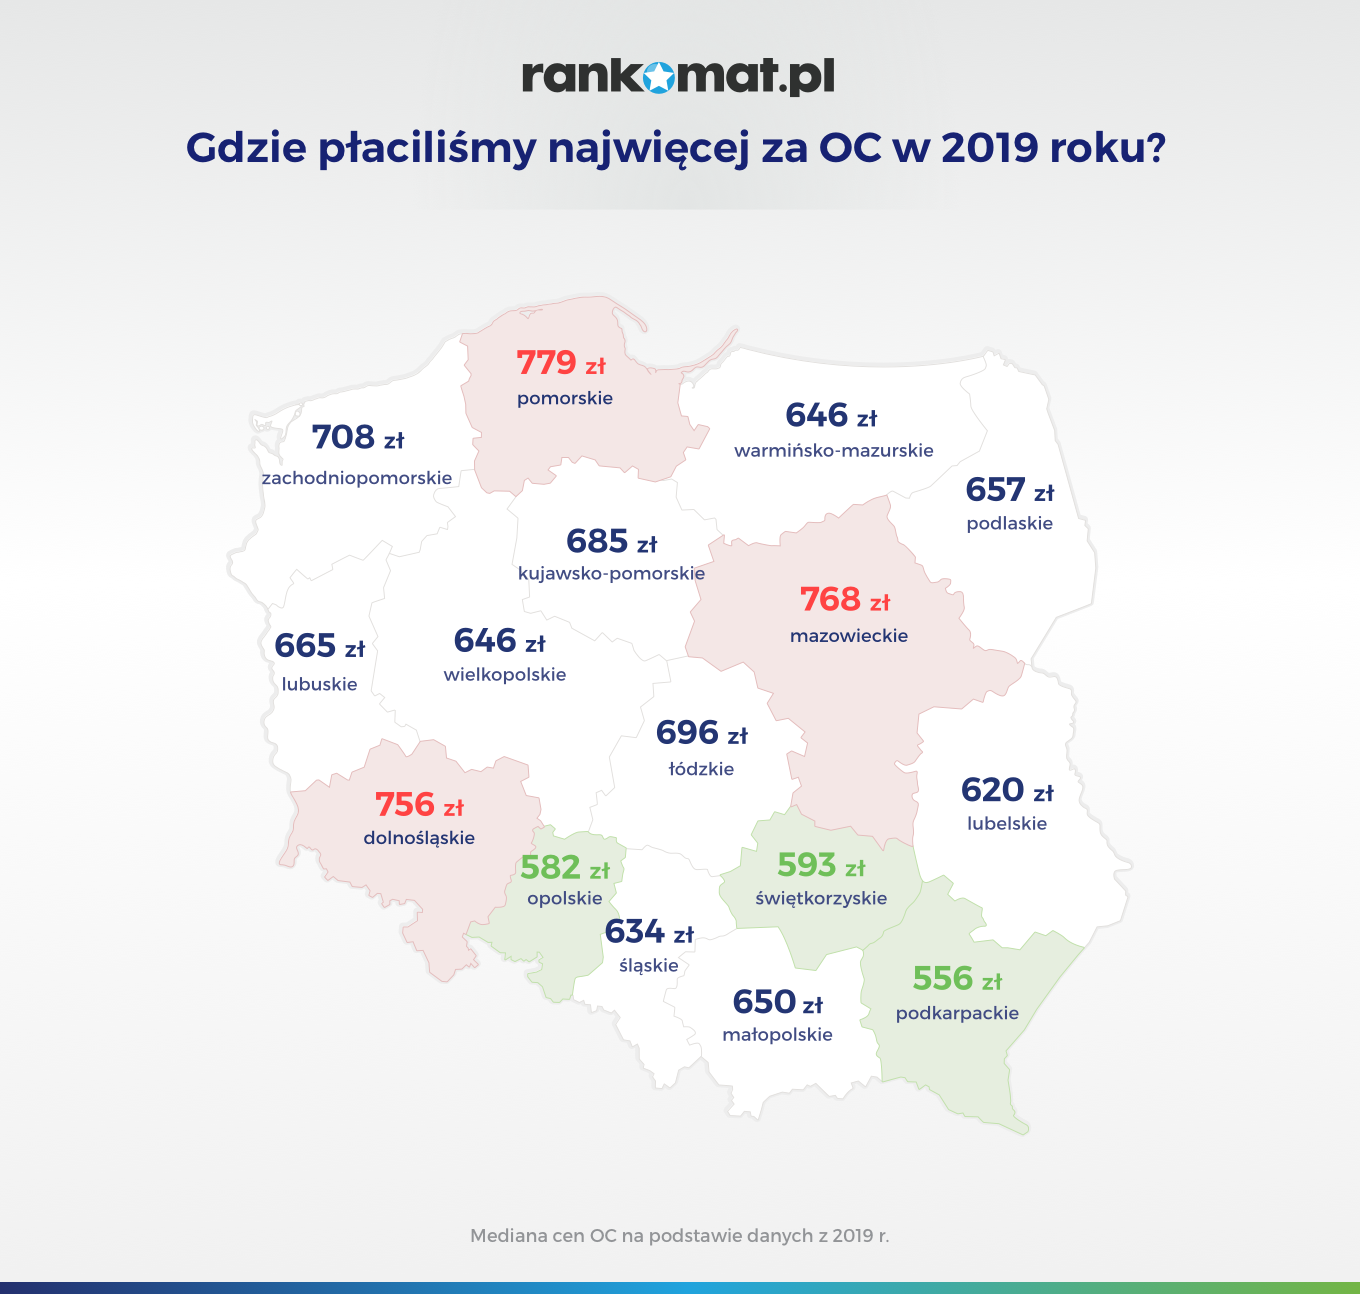 rankomat.pl
Gdzie płaciliśmy najwięcej za OC w 2019 roku?
779 zł
pomorskie
646 zł
warmińsko-mazurskie
708 zł
zachodniopomorskie
657 zł
podlaskie
685 zł
kujawsko-pomorskie
768 zł
mazowieckie
665 zł
lubuskie
646 zł
wielkopolskie
696 zł
łódzkie
620 zł
lubelskie
756 zł
dolnośląskie
582 zł
opolskie
593 zł
świętkorzyskie
634 zł
śląskie
556 zł
podkarpackie
650 zł
małopolskie
Mediana cen OC na podstawie danych z 2019 r.